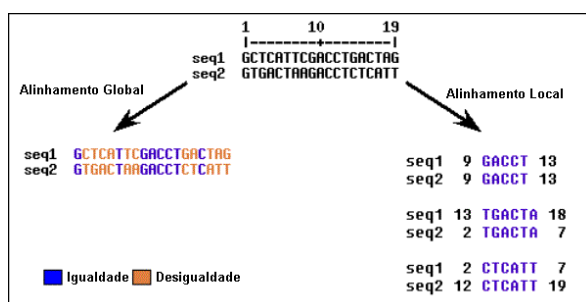 1 10 19
|--------+--------|
seq1 GCTCATTCGACCTGACTAG
seq2 GTGACTAAGACCTCTCATT
Alinhamento Global
Alinhamento Local
seq1 GCTCATTCGACCTGACTAG
seq2 GTGACTAAGACCTCTCATT
seq1 9 GACCT 13
seq2 9 GACCT 13
seq1 13 TGACTA 18
seq2 2 TGACTA 7
seq1 2 CTCATT 7
seq2 12 CTCATT 19
Igualdade Desigualdade